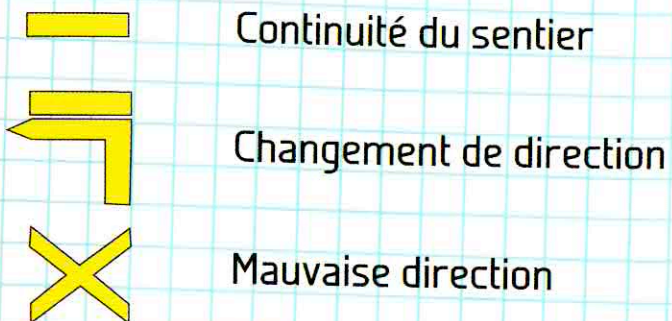 Continuité du sentier
Changement de direction
Mauvaise direction